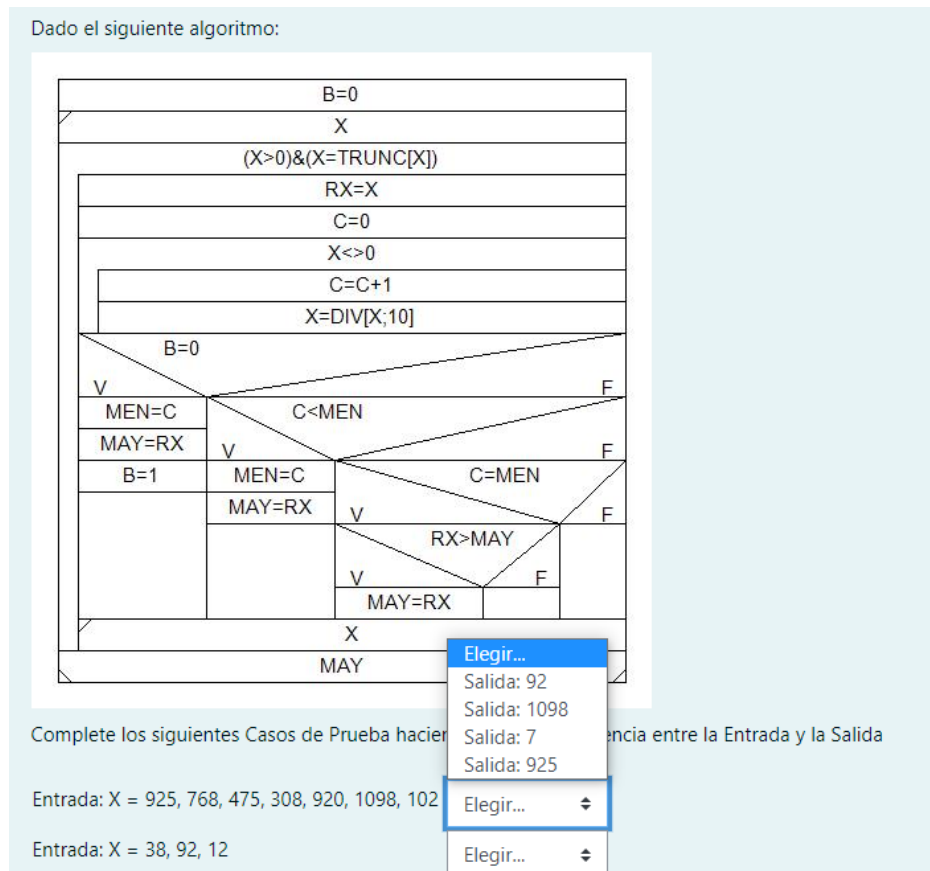 Dado el siguiente algoritmo:
B=0
X
(X>0)&(X=TRUNC[X])
RX=X
C=0
X<>0
C=C+1
X=DIV[X;10]
B=0
V F
MEN=C C<MEN
MAY=RX V F
B=1 MEN=C C=MEN
MAY=RX V F
RX>MAY
V F
MAY=RX
X
MAY
Elegir...
Salida: 92
Salida: 1098
Salida: 7
Salida: 925
Complete los siguientes Casos de Prueba hacier encia entre la Entrada y la Salida
Entrada: X = 925, 768, 475, 308, 920, 1098, 102 Elegir...
Entrada: X = 38, 92, 12 Elegir...